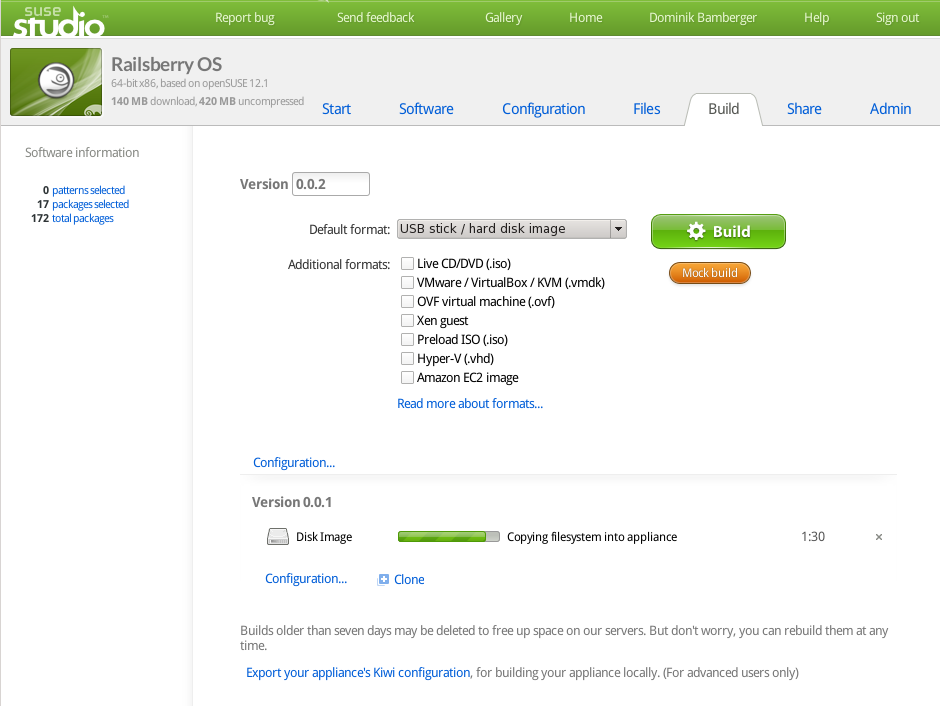 suse
studio
Report bug
Send feedback
Gallery
Home
Dominik Bamberger
Help
Sign out
Railsberry OS
64-bit x86, based on openSUSE 12.1
140 MB download, 420 MB uncompressed
Start
Software
Configuration
Files
Build
Share
Admin
Software information
0 patterns selected
17 packages selected
172 total packages
Version 0.0.2
Default format: USB stick / hard disk image
Build
Mock build
Additional formats: Live CD/DVD (.iso)
VMware / VirtualBox / KVM (.vmdk)
OVF virtual machine (.ovf)
Xen guest
Preload ISO (.iso)
Hyper-V (.vhd)
Amazon EC2 image
Read more about formats...
Configuration...
Version 0.0.1
Disk Image
Copying filesystem into appliance
1:30
×
Configuration...
Clone
Builds older than seven days may be deleted to free up space on our servers. But don't worry, you can rebuild them at any
time.
Export your appliance's Kiwi configuration, for building your appliance locally. (For advanced users only)